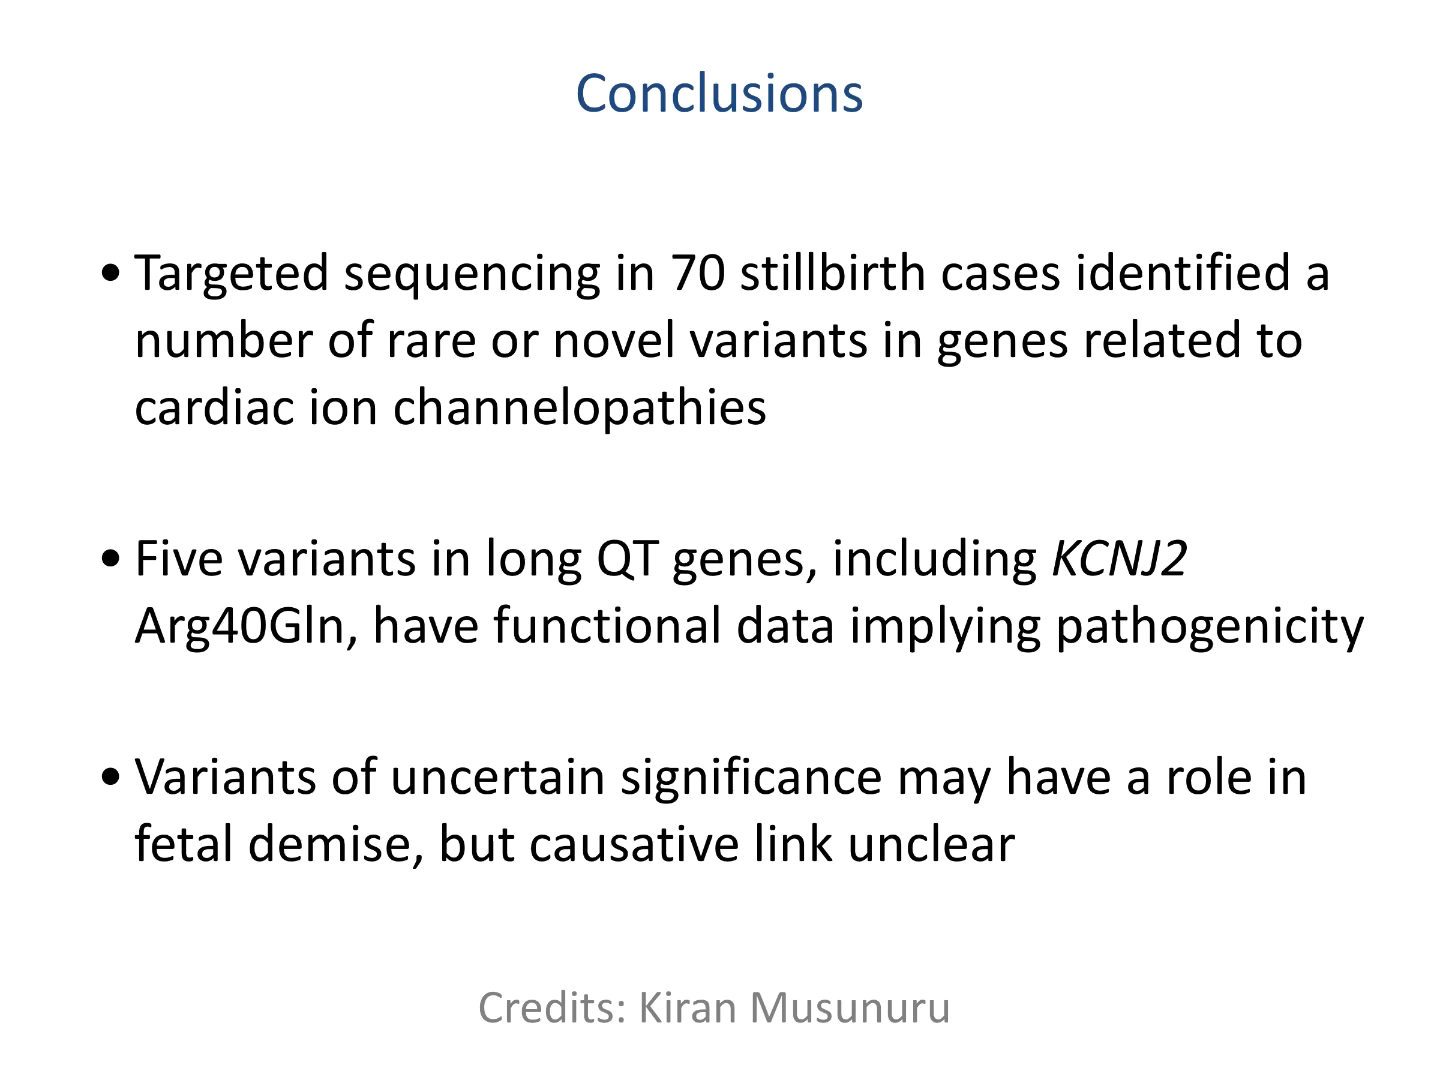 Conclusions
• Targeted sequencing in 70 stillbirth cases identified a
number of rare or novel variants in genes related to
cardiac ion channelopathies
• Five variants in long QT genes, including KCNJ2
Arg40Gln, have functional data implying pathogenicity
• Variants of uncertain significance may have a role in
fetal demise, but causative link unclear
Credits: Kiran Musunuru